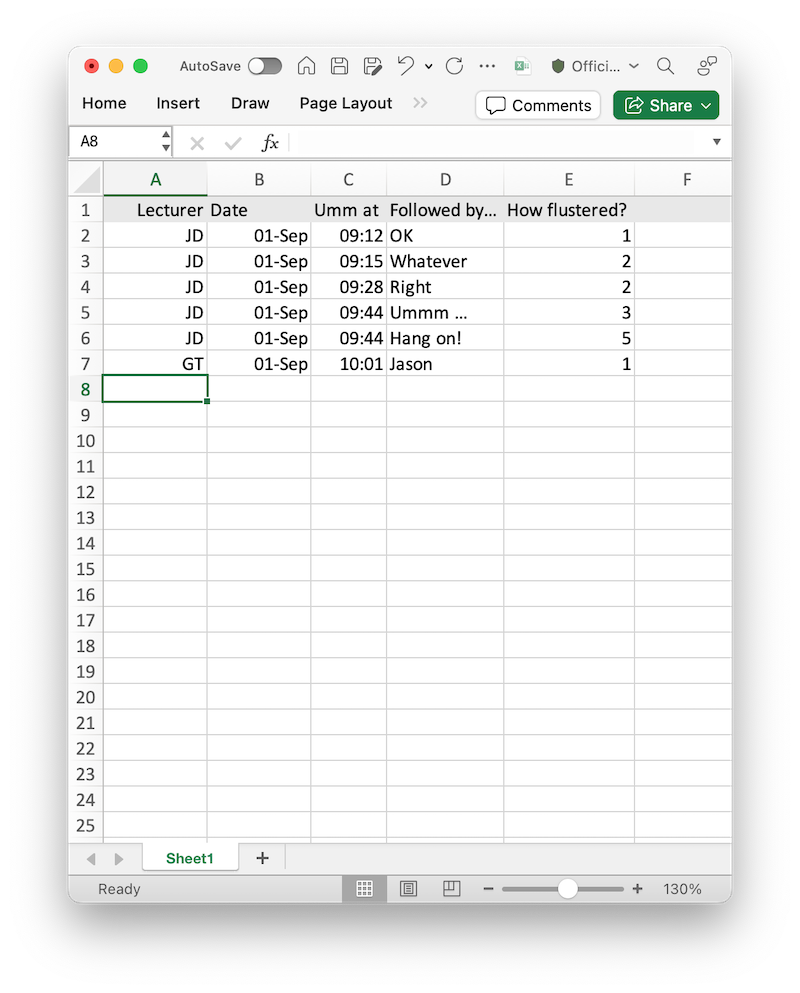 AutoSave Offici...
Home Insert Draw Page Layout >> Comments Share
A8 fx
A B C D E F
1 Lecturer Date Umm at Followed by... How flustered?
2 JD 01-Sep 09:12 OK 1
3 JD 01-Sep 09:15 Whatever 2
4 JD 01-Sep 09:28 Right 2
5 JD 01-Sep 09:44 Ummm ... 3
6 JD 01-Sep 09:44 Hang on! 5
7 GT 01-Sep 10:01 Jason 1
8
9
10
11
12
13
14
15
16
17
18
19
20
21
22
23
24
25
Sheet1 +
Ready − + 130%